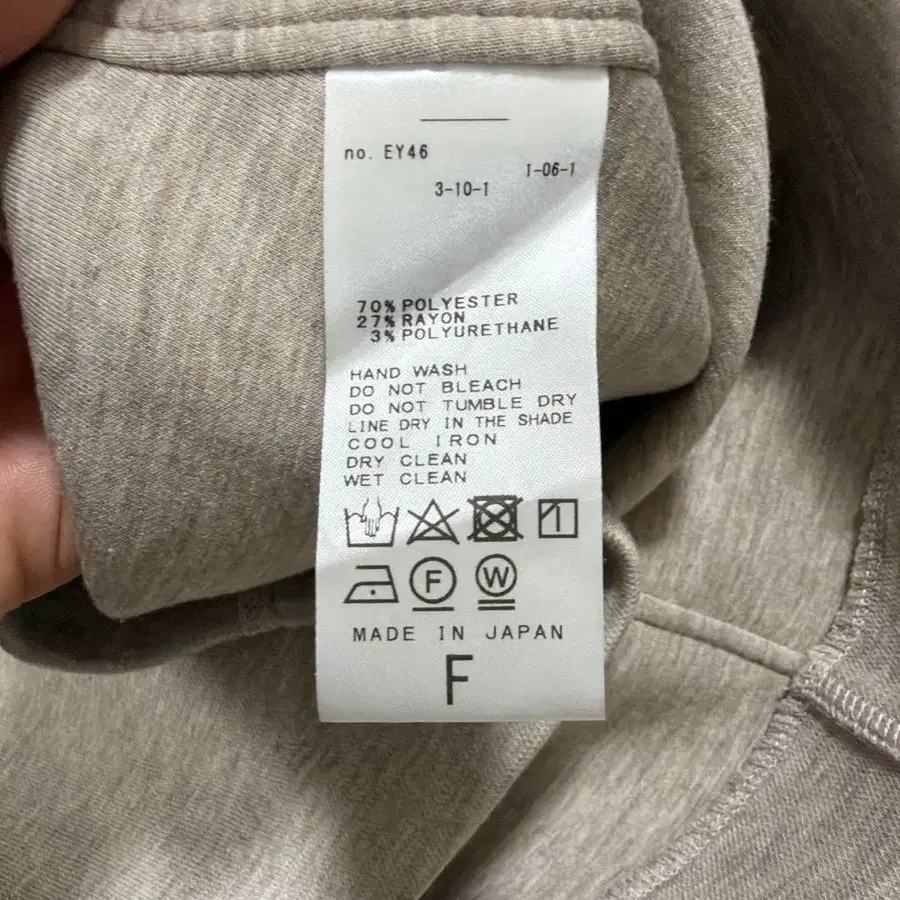 no. EY46
1-06-1
3-10-1
70% POLYESTER
27% RAYON
3% POLYURETHANE
HAND WASH
DO NOT BLEACH
DO NOT TUMBLE DRY
LINE DRY IN THE SHADE
COOL IRON
DRY CLEAN
WET CLEAN
F W
MADE IN JAPAN
F